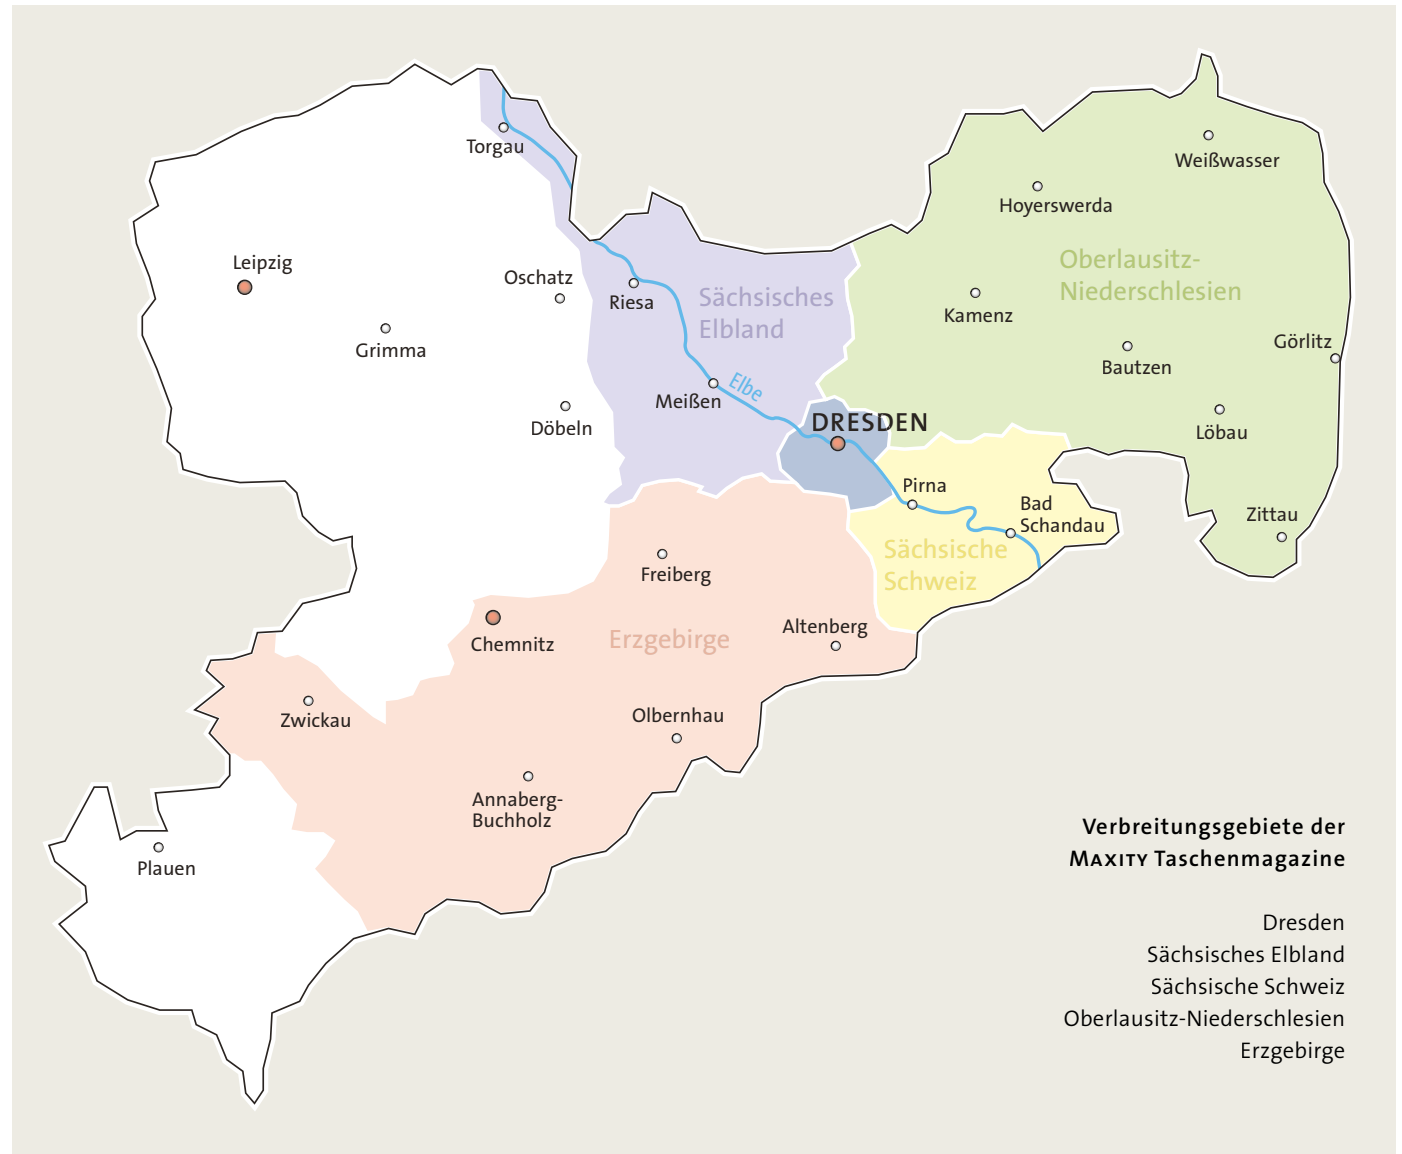 Torgau
Weißwasser
Hoyerswerda
Leipzig
Oschatz
Riesa
Sächsisches
Elbland
Oberlausitz-
Niederschlesien
Kamenz
Görlitz
Grimma
Bautzen
Meißen
Elbe
Döbeln
DRESDEN
Löbau
Pirna
Bad
Schandau
Zittau
Sächsische
Schweiz
Freiberg
Chemnitz
Erzgebirge
Altenberg
Zwickau
Olbernhau
Annaberg-
Buchholz
Plauen
Verbreitungsgebiete der
MAXITY Taschenmagazine
Dresden
Sächsisches Elbland
Sächsische Schweiz
Oberlausitz-Niederschlesien
Erzgebirge